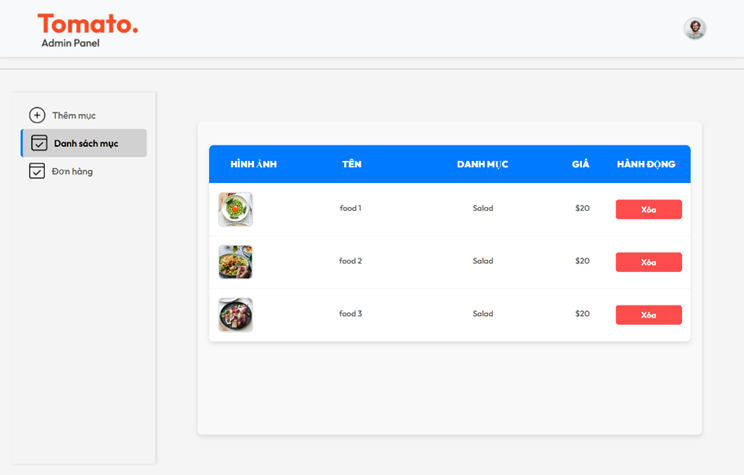 Tomato.
Admin Panel
Thêm mục
Danh sách mục
Đơn hàng
HÌNH ẢNH TÊN DANH MỤC GIÁ HÀNH ĐỘNG
food 1 Salad $20 Xóa
food 2 Salad $20 Xóa
food 3 Salad $20 Xóa